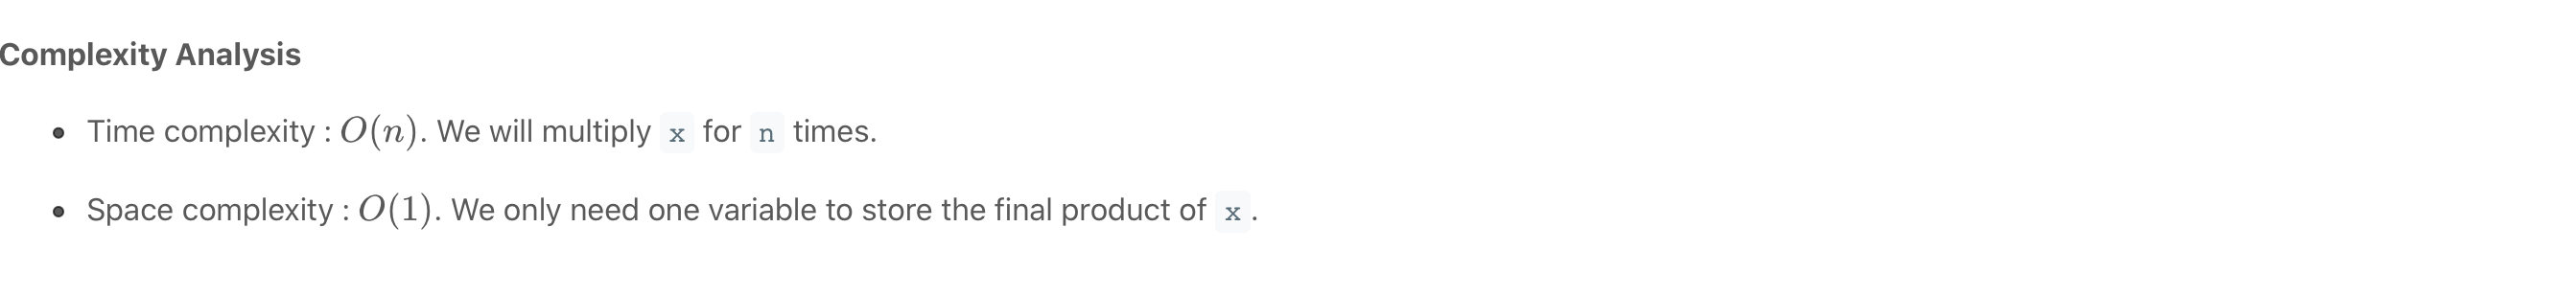 Complexity Analysis
• Time complexity : O(n). We will multiply x for n times.
• Space complexity : O(1). We only need one variable to store the final product of x.